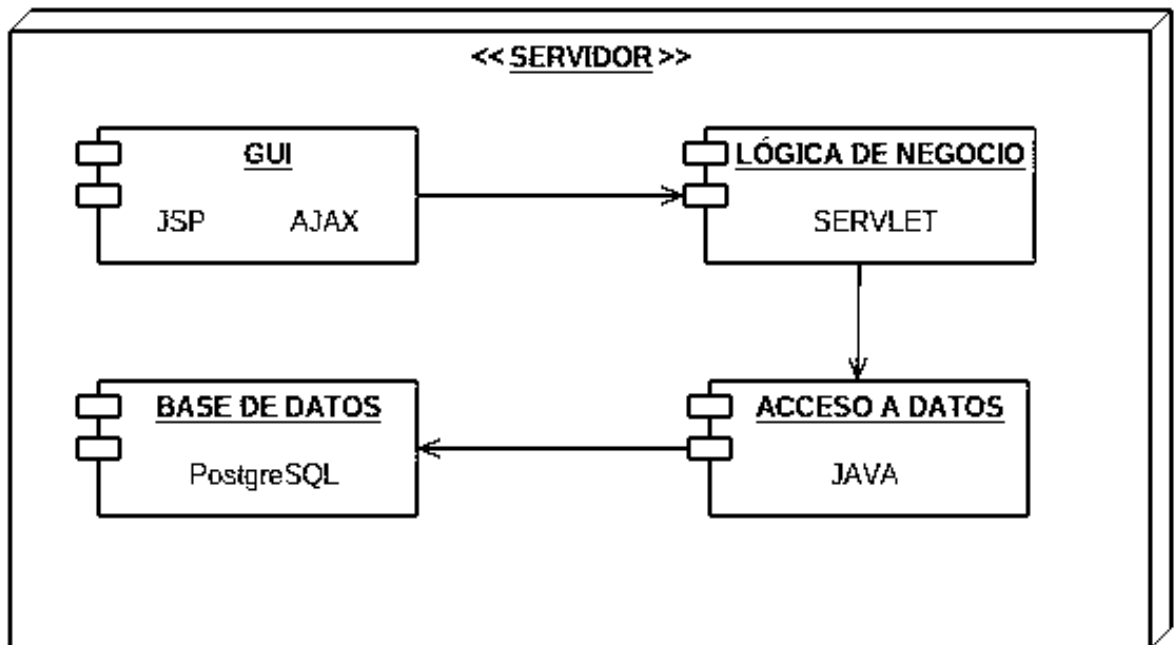 << SERVIDOR >>
GUI
JSP AJAX
LÓGICA DE NEGOCIO
SERVLET
BASE DE DATOS
PostgreSQL
ACCESO A DATOS
JAVA